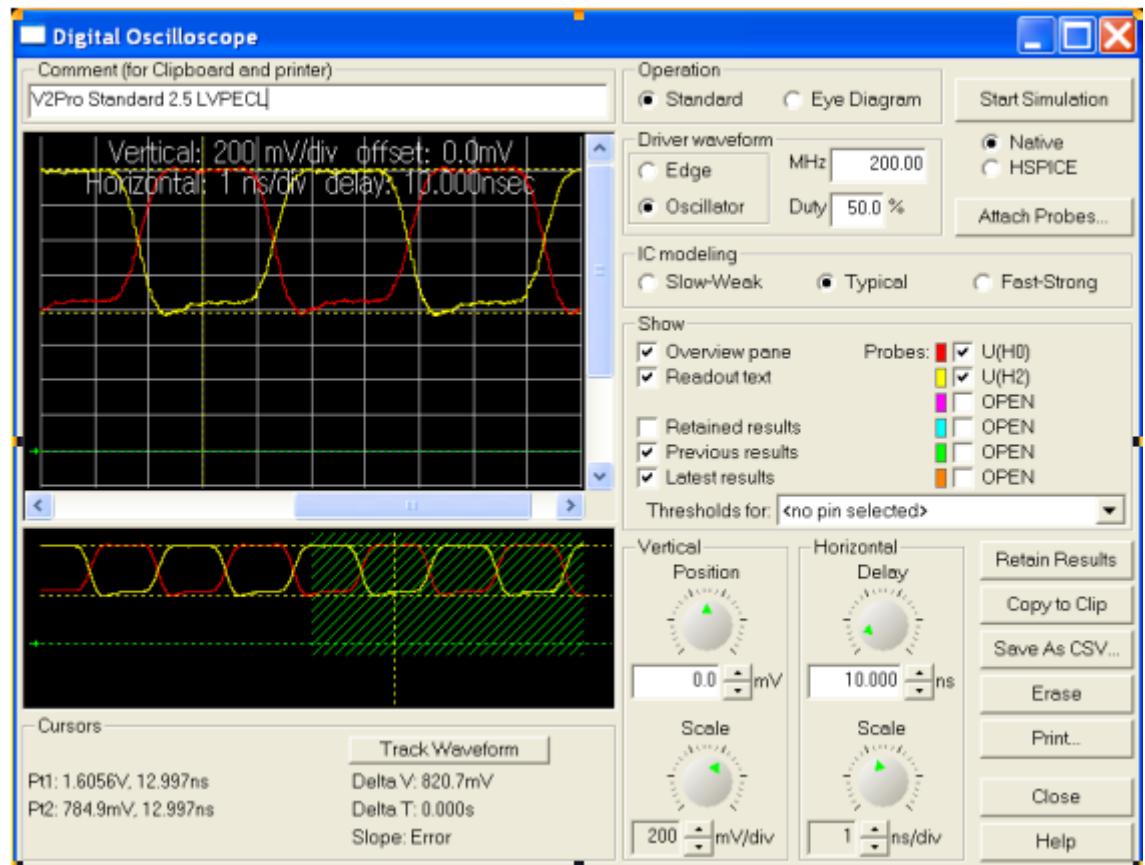 Digital Oscilloscope
Comment (for Clipboard and printer)
V2Pro Standard 2.5 LVPECL
Vertical: 200 mV/div offset: 0.0mV
Horizontal: 1 ns/div delay: 10.000nsec
Cursors
Track Waveform
Pt1: 1.6056V, 12.997ns
Delta V: 820.7mV
Pt2: 784.9mV, 12.997ns
Delta T: 0.000s
Slope: Error
Operation
Standard
Eye Diagram
Start Simulation
Driver waveform
Edge
Oscillator
MHz 200.00
Duty 50.0 %
Native
HSPICE
Attach Probes...
IC modeling
Slow-Weak
Typical
Fast-Strong
Show
Overview pane
Readout text
Retained results
Previous results
Latest results
Probes:
U(H0)
U(H2)
OPEN
OPEN
OPEN
OPEN
Thresholds for: <no pin selected>
Vertical
Position
0.0 mV
Scale
200 mV/div
Horizontal
Delay
10.000 ns
Scale
1 ns/div
Retain Results
Copy to Clip
Save As CSV...
Erase
Print...
Close
Help